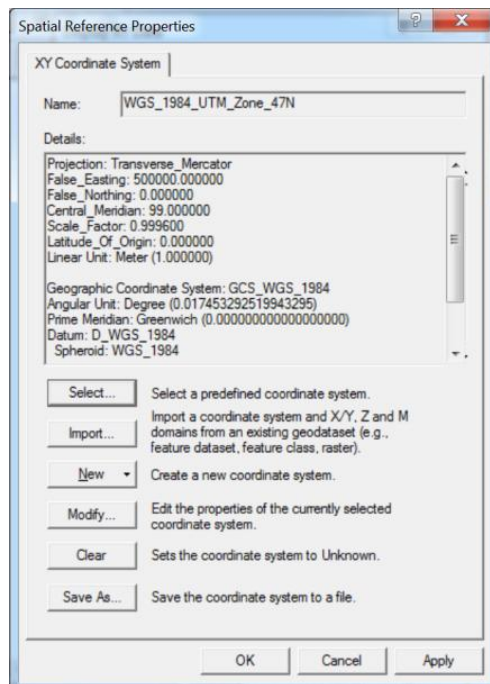 Spatial Reference Properties
XY Coordinate System
Name: WGS_1984_UTM_Zone_47N
Details:
Projection: Transverse_Mercator
False_Easting: 500000.000000
False_Northing: 0.000000
Central_Meridian: 99.000000
Scale_Factor: 0.999600
Latitude_Of_Origin: 0.000000
Linear Unit: Meter (1.000000)
Geographic Coordinate System: GCS_WGS_1984
Angular Unit: Degree (0.017453292519943295)
Prime Meridian: Greenwich (0.000000000000000000)
Datum: D_WGS_1984
Spheroid: WGS_1984
Select... Select a predefined coordinate system.
Import... Import a coordinate system and X/Y, Z and M
domains from an existing geodataset (e.g.,
feature dataset, feature class, raster).
New Create a new coordinate system.
Modify... Edit the properties of the currently selected
coordinate system.
Clear Sets the coordinate system to Unknown.
Save As... Save the coordinate system to a file.
OK Cancel Apply